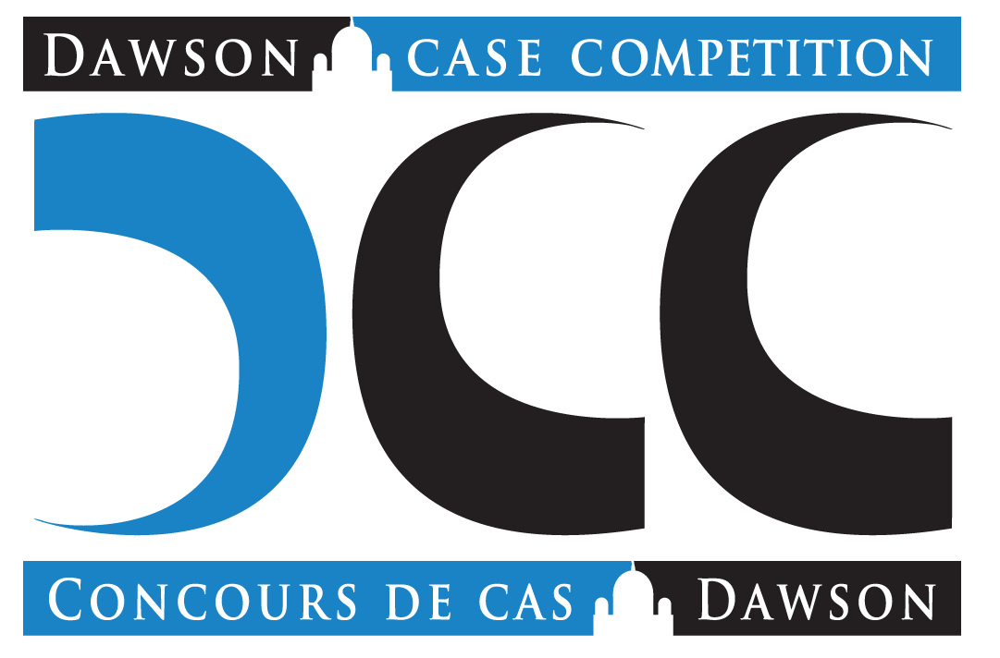 DAWSON CASE COMPETITION
DCC
CONCOURS DE CAS DAWSON